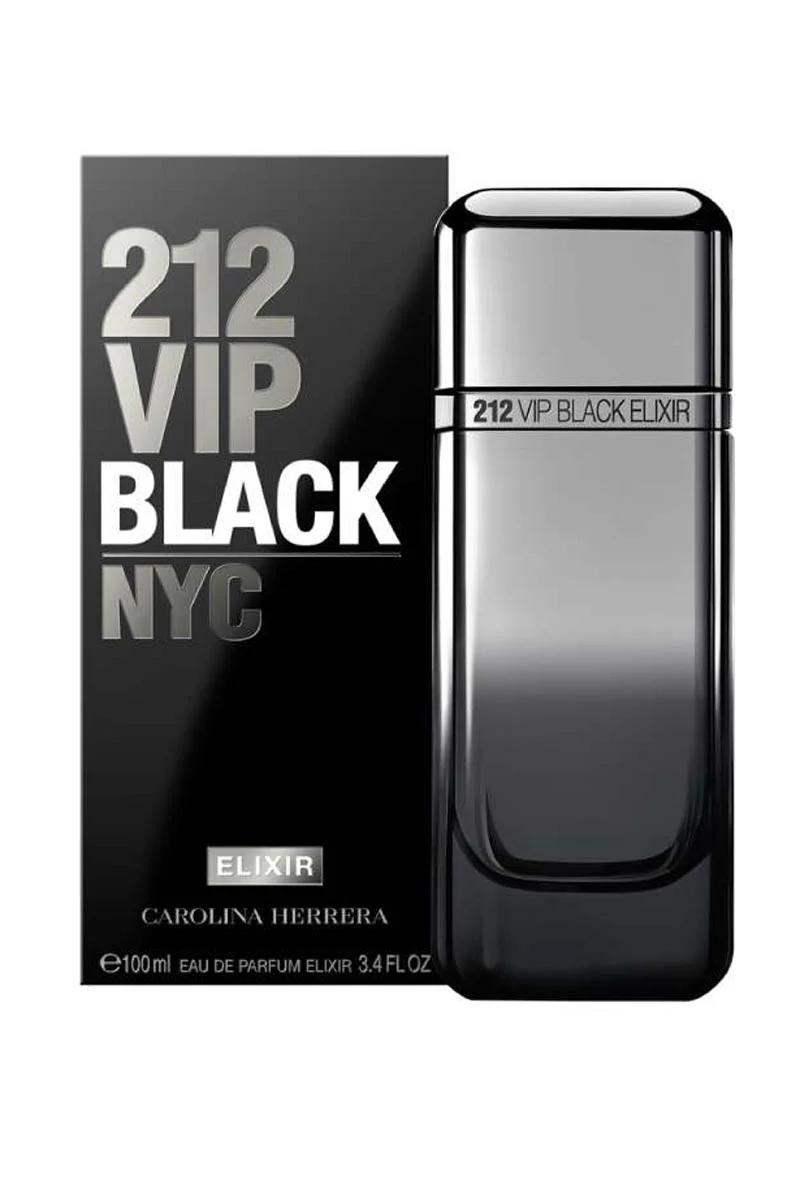 212
VIP
BLACK
NYC
ELIXIR
CAROLINA HERRERA
℮100ml EAU DE PARFUM ELIXIR 3.4 FL OZ
212 VIP BLACK ELIXIR